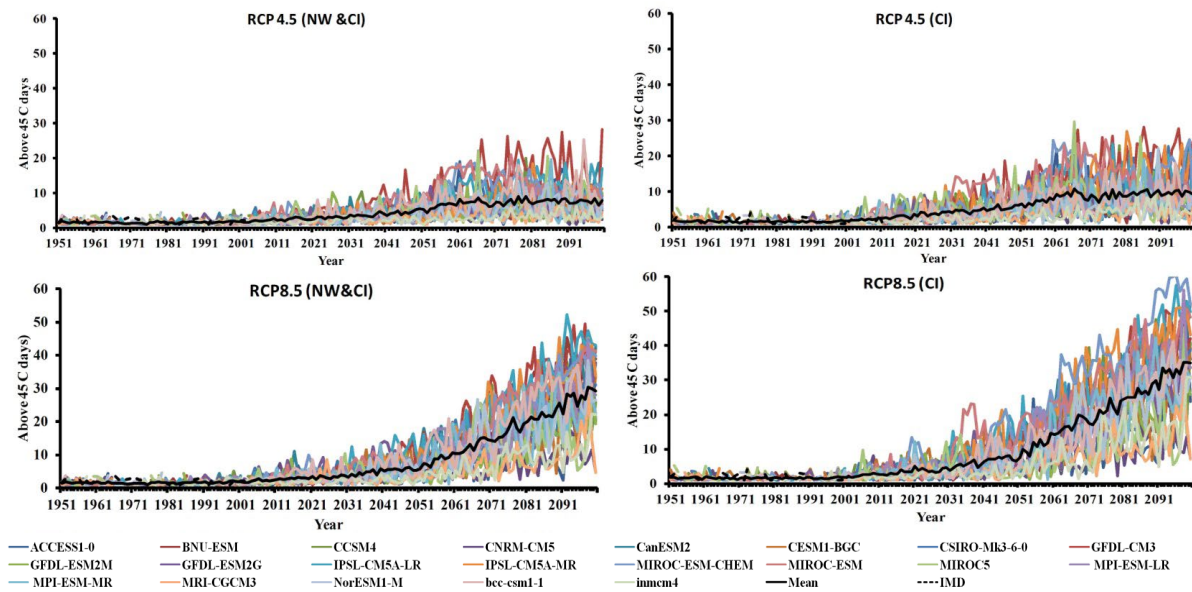 RCP 4.5 (NW &CI)
Above 45 C days)
60
50
40
30
20
10
0
1951 1961 1971 1981 1991 2001 2011 2021 2031 2041 2051 2061 2071 2081 2091
Year
RCP 4.5 (CI)
Above 45 C days)
60
50
40
30
20
10
0
1951 1961 1971 1981 1991 2001 2011 2021 2031 2041 2051 2061 2071 2081 2091
Year
RCP8.5 (NW&CI)
Above 45 C days)
60
50
40
30
20
10
0
1951 1961 1971 1981 1991 2001 2011 2021 2031 2041 2051 2061 2071 2081 2091
Year
RCP8.5 (CI)
Above 45 C days)
60
50
40
30
20
10
0
1951 1961 1971 1981 1991 2001 2011 2021 2031 2041 2051 2061 2071 2081 2091
Year
ACCESS1-0 BNU-ESM CCSM4 CNRM-CM5 CanESM2 CESM1-BGC CSIRO-Mk3-6-0 GFDL-CM3
GFDL-ESM2M GFDL-ESM2G IPSL-CM5A-LR IPSL-CM5A-MR MIROC-ESM-CHEM MIROC-ESM MIROC5 MPI-ESM-LR
MPI-ESM-MR MRI-CGCM3 NorESM1-M bcc-csm1-1 inmcm4 Mean IMD